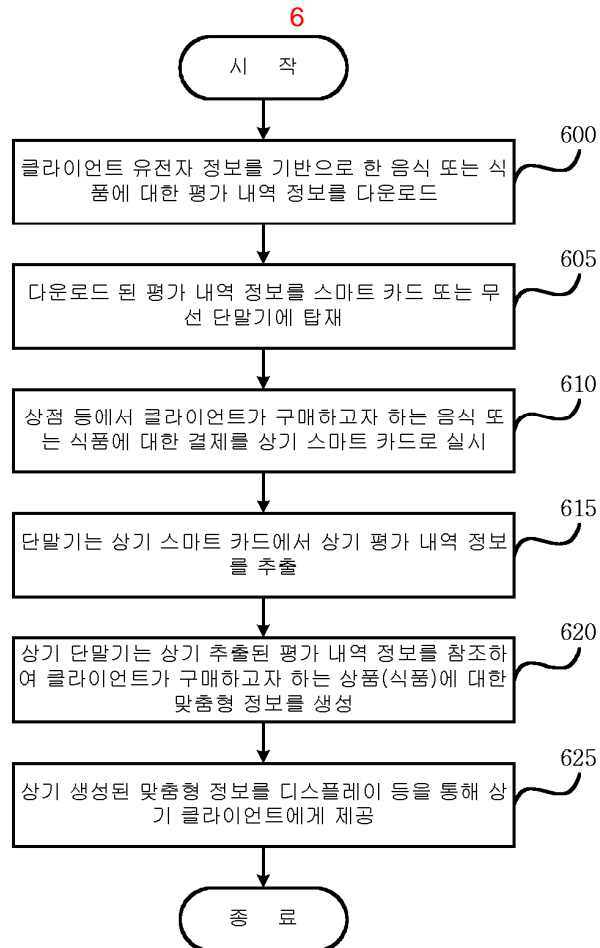 6
시 작
600
클라이언트 유전자 정보를 기반으로 한 음식 또는 식
품에 대한 평가 내역 정보를 다운로드
605
다운로드 된 평가 내역 정보를 스마트 카드 또는 무
선 단말기에 탑재
610
상점 등에서 클라이언트가 구매하고자 하는 음식 또
는 식품에 대한 결제를 상기 스마트 카드로 실시
615
단말기는 상기 스마트 카드에서 상기 평가 내역 정보
를 추출
620
상기 단말기는 상기 추출된 평가 내역 정보를 참조하
여 클라이언트가 구매하고자 하는 상품(식품)에 대한
맞춤형 정보를 생성
625
상기 생성된 맞춤형 정보를 디스플레이 등을 통해 상
기 클라이언트에게 제공
종 료